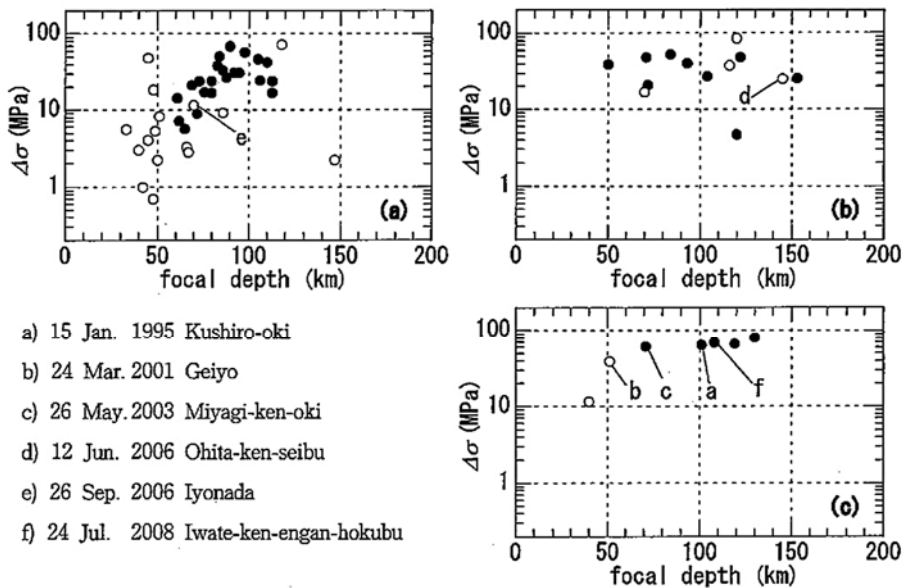 100
10
1
Δσ (MPa)
e
(a)
0 50 100 150 200
focal depth (km)
100
10
1
Δσ (MPa)
d
(b)
0 50 100 150 200
focal depth (km)
a) 15 Jan. 1995 Kushiro-oki
b) 24 Mar. 2001 Geiyo
c) 26 May. 2003 Miyagi-ken-oki
d) 12 Jun. 2006 Ohita-ken-seibu
e) 26 Sep. 2006 Iyonada
f) 24 Jul. 2008 Iwate-ken-engan-hokubu
100
10
1
Δσ (MPa)
b c a f
(c)
0 50 100 150 200
focal depth (km)